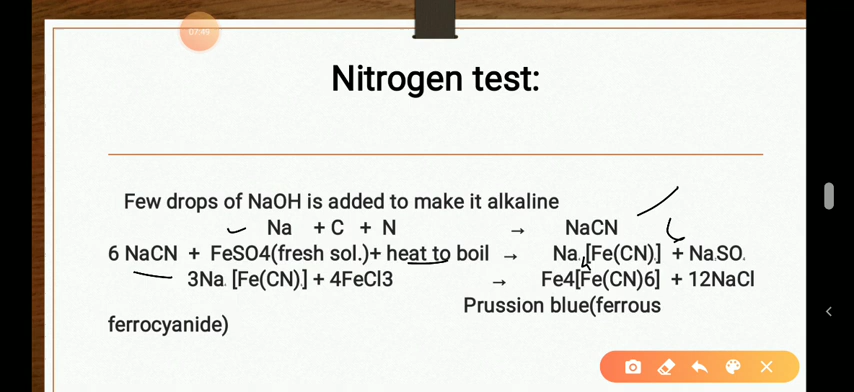 07:49
Nitrogen test:
Few drops of NaOH is added to make it alkaline
Na + C + N → NaCN
6 NaCN + FeSO4(fresh sol.)+ heat to boil → Na [Fe(CN)] + NaSO
3Na [Fe(CN)] + 4FeCl3 → Fe4[Fe(CN)6] + 12NaCl
Prussion blue(ferrous
ferrocyanide)